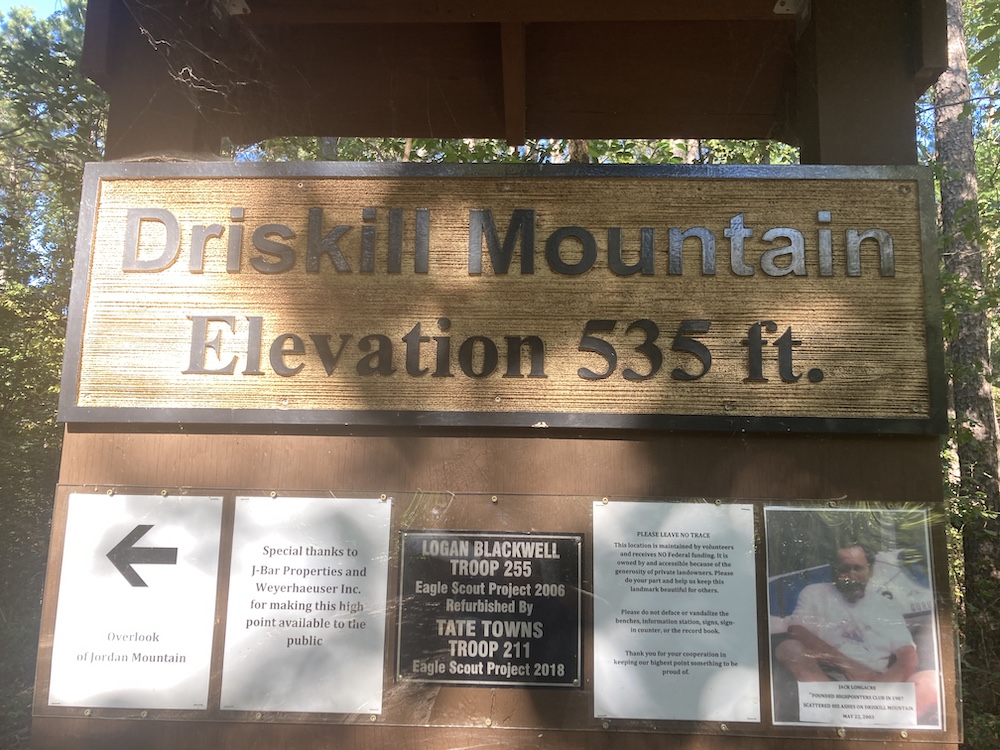 Driskill Mountain
Elevation 535 ft.
Overlook
of Jordan Mountain
Special thanks to
J-Bar Properties and
Weyerhaeuser Inc.
for making this high
point available to the
public
LOGAN BLACKWELL
TROOP 255
Eagle Scout Project 2006
Refurbished By
TATE TOWNS
TROOP 211
Eagle Scout Project 2018
PLEASE LEAVE NO TRACE
This location is maintained by volunteers
and receives NO Federal funding. It is
owned by and accessible because of the
generosity of private landowners. Please
do your part and help us keep this
landmark beautiful for others.
Please do not deface or vandalize the
benches, information station, signs, sign-
in counter, or the record book.
Thank you for your cooperation in
keeping our highest point something to be
proud of.
JACK LONGACRE
"FOUNDED HIGHPOINTERS CLUB IN 1987
SCATTERED HIS ASHES ON DRISKILL MOUNTAIN
MAY 22, 2003